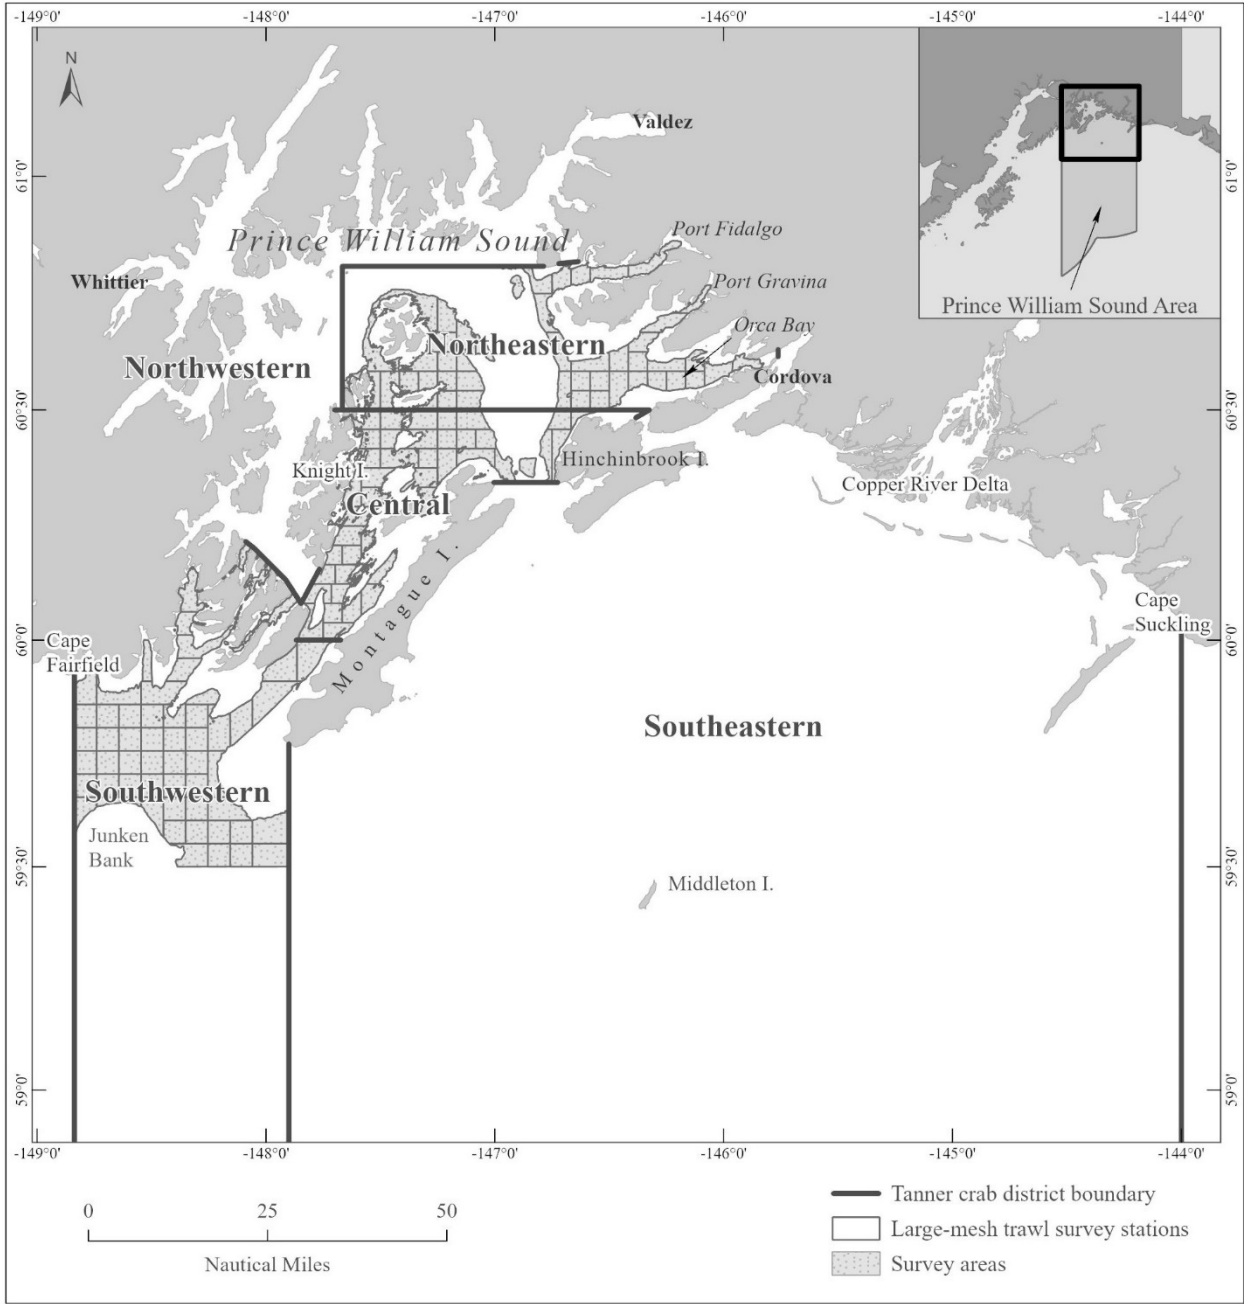 -149°0'
-148°0'
-147°0'
-146°0'
-145°0'
-144°0'
N
Valdez
61°0'
61°0'
Prince William Sound
Port Fidalgo
Whittier
Port Gravina
Prince William Sound Area
Orca Bay
Northeastern
Northwestern
Cordova
60°30'
60°30'
Hinchinbrook I.
Knight I.
Copper River Delta
Central
Montague I.
Cape
Suckling
60°0'
60°0'
Cape
Fairfield
Southeastern
Southwestern
Junken
Bank
59°30'
59°30'
Middleton I.
59°0'
59°0'
-149°0'
-148°0'
-147°0'
-146°0'
-145°0'
-144°0'
0
25
50
Nautical Miles
Tanner crab district boundary
Large-mesh trawl survey stations
Survey areas